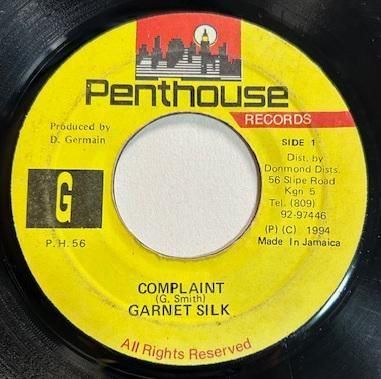 Penthouse
RECORDS
Produced by
D. Germain
SIDE 1
Dist. by
Donmond Dists.
56 Slipe Road
Kgn 5
Tel. (809)
92-97446
(P) (C) 1994
Made In Jamaica
G
P.H. 56
COMPLAINT
(G. Smith)
GARNET SILK
All Rights Reserved